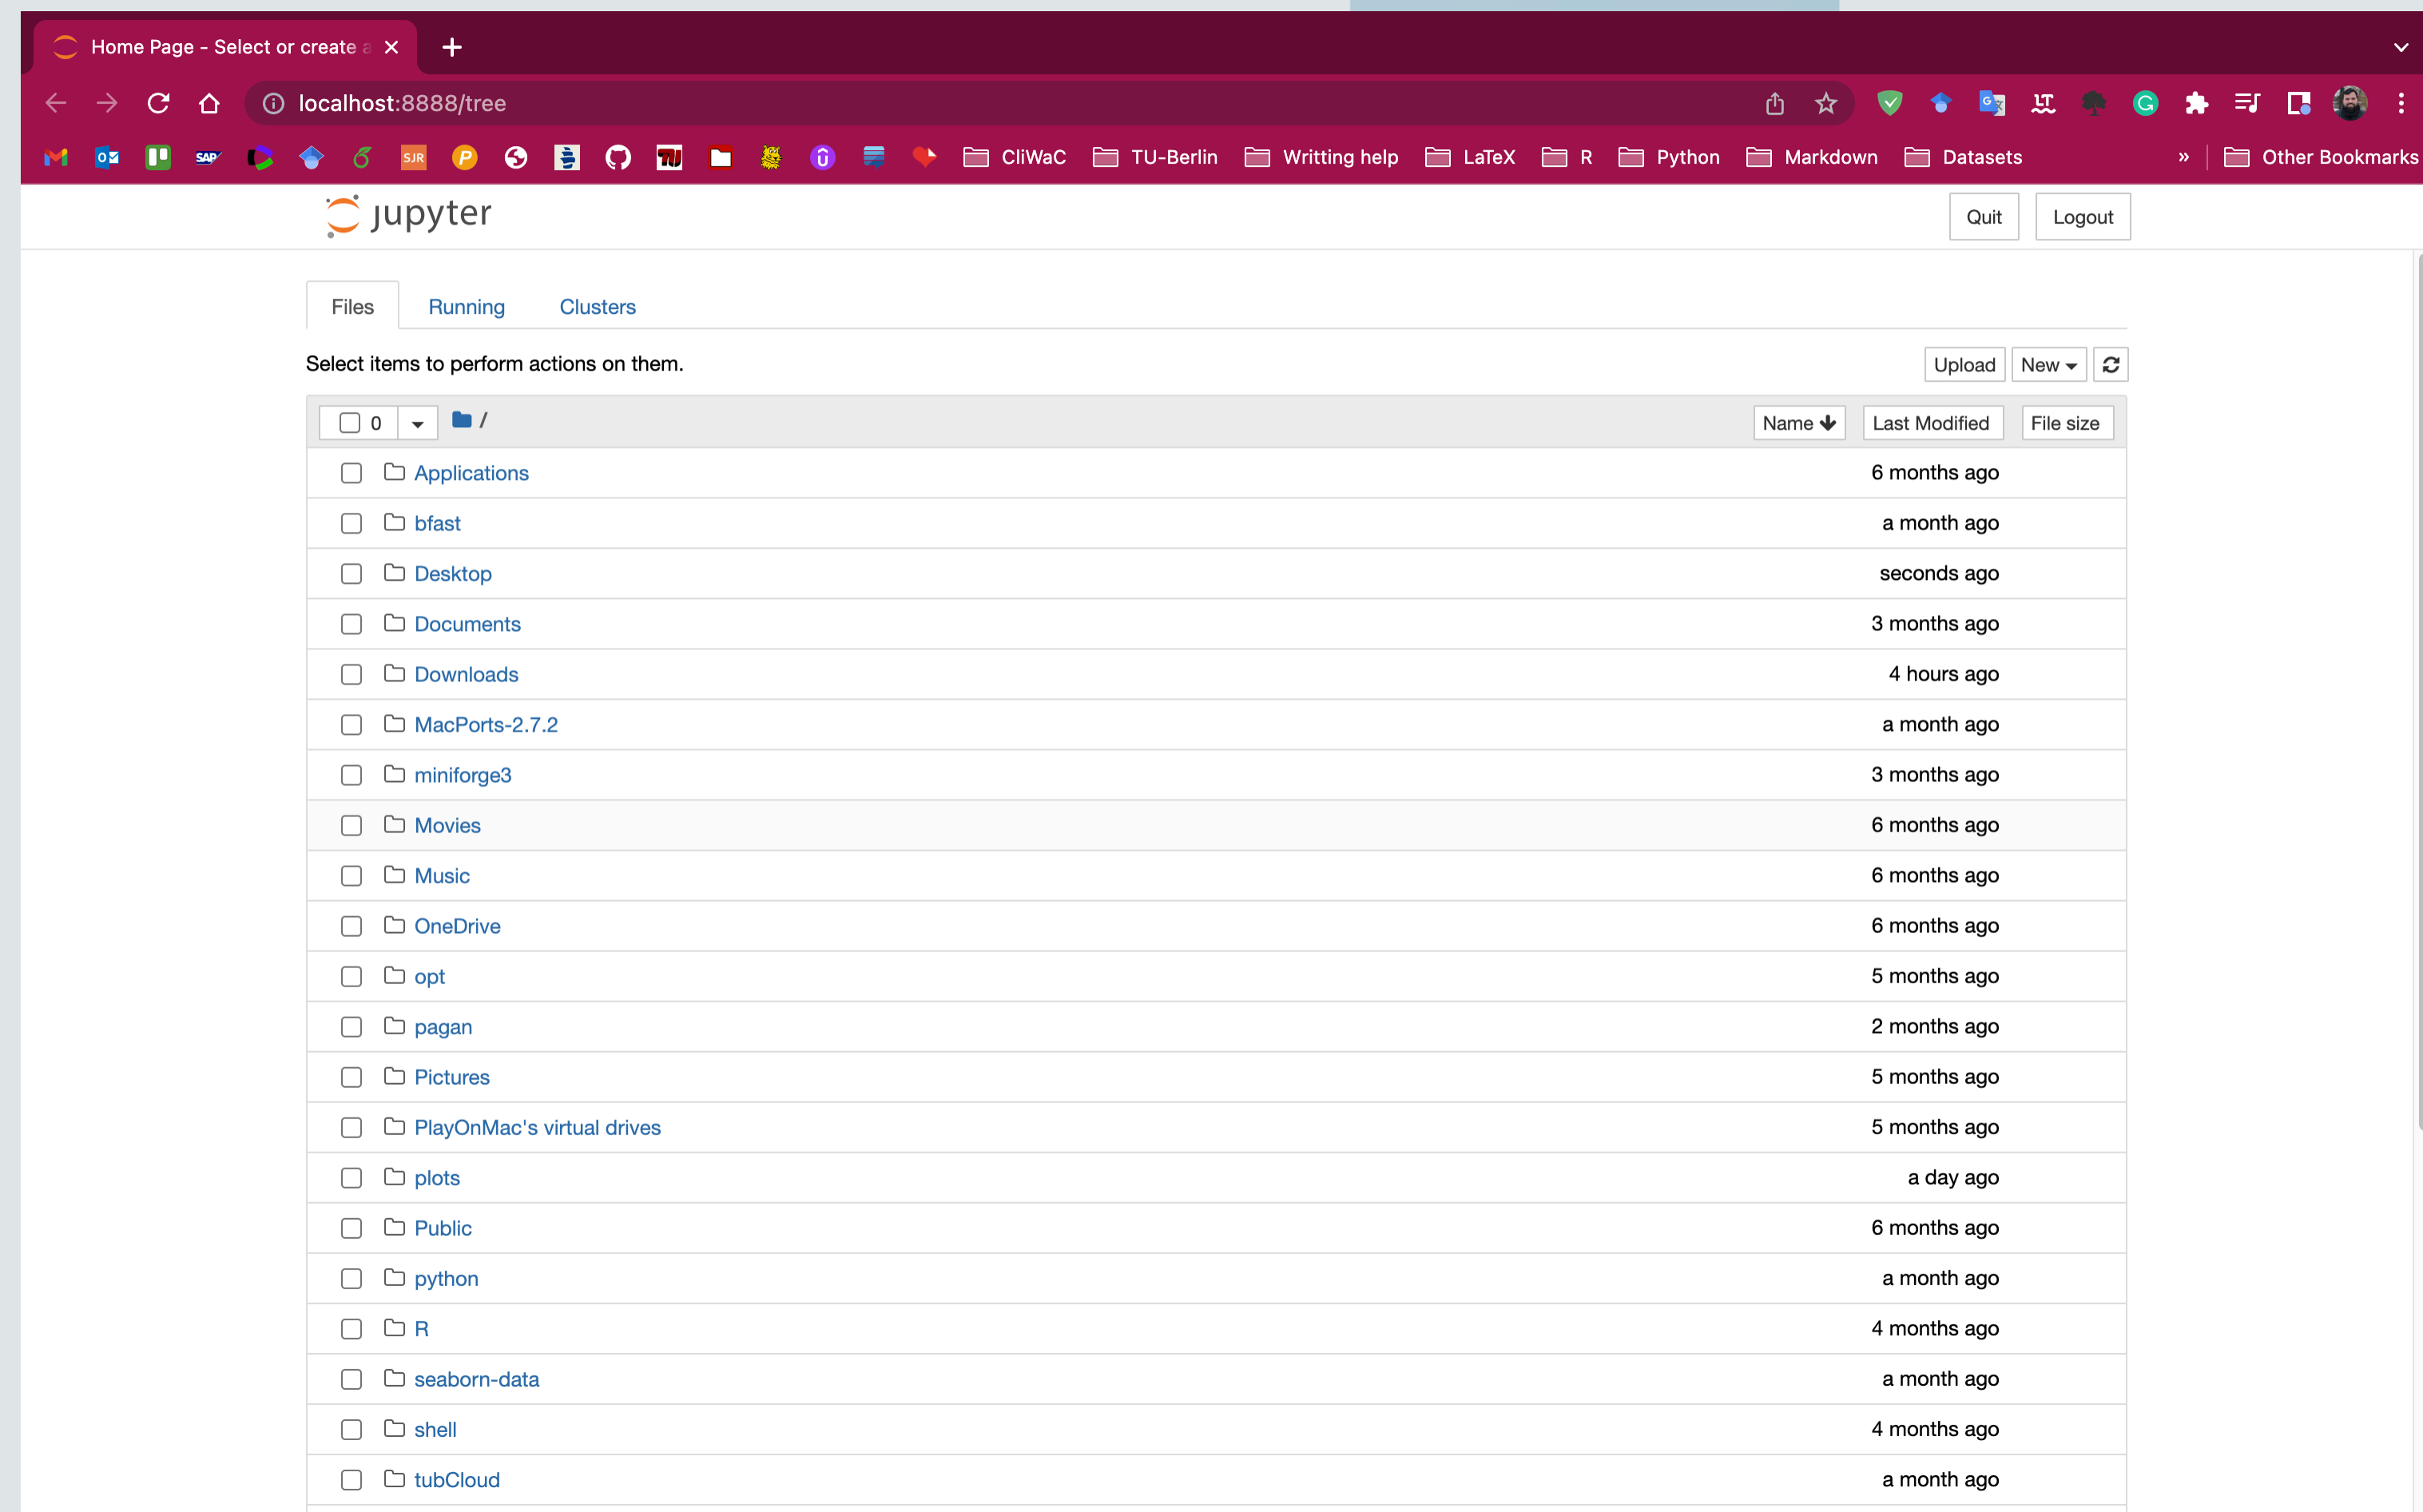 Home Page - Select or create a
localhost:8888/tree
SAP SJR P CliWaC TU-Berlin Writting help LaTeX R Python Markdown Datasets » Other Bookmarks
jupyter Quit Logout
Files Running Clusters
Select items to perform actions on them. Upload New
0 / Name Last Modified File size
Applications 6 months ago
bfast a month ago
Desktop seconds ago
Documents 3 months ago
Downloads 4 hours ago
MacPorts-2.7.2 a month ago
miniforge3 3 months ago
Movies 6 months ago
Music 6 months ago
OneDrive 6 months ago
opt 5 months ago
pagan 2 months ago
Pictures 5 months ago
PlayOnMac's virtual drives 5 months ago
plots a day ago
Public 6 months ago
python a month ago
R 4 months ago
seaborn-data a month ago
shell 4 months ago
tubCloud a month ago